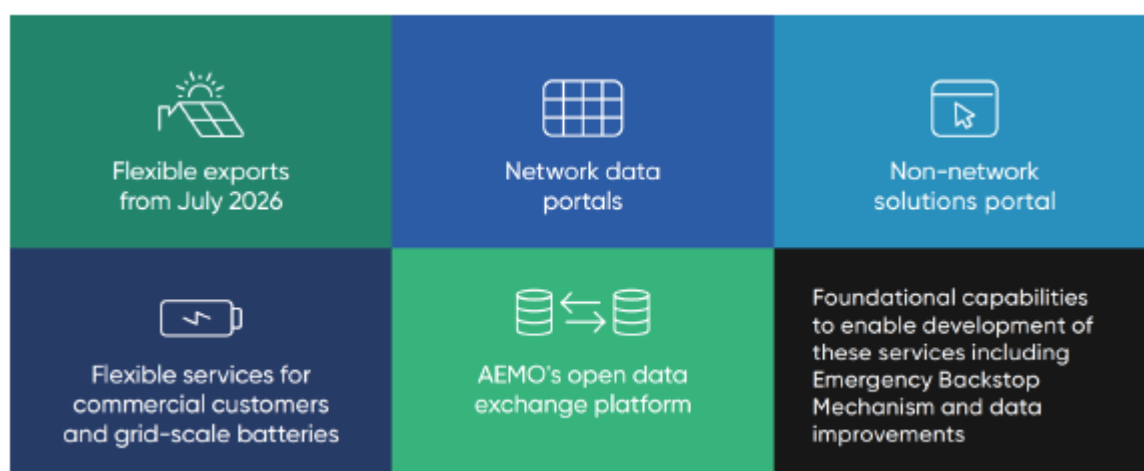 Flexible exports
from July 2026
Network data
portals
Non-network
solutions portal
Flexible services for
commercial customers
and grid-scale batteries
AEMO's open data
exchange platform
Foundational capabilities
to enable development of
these services including
Emergency Backstop
Mechanism and data
improvements